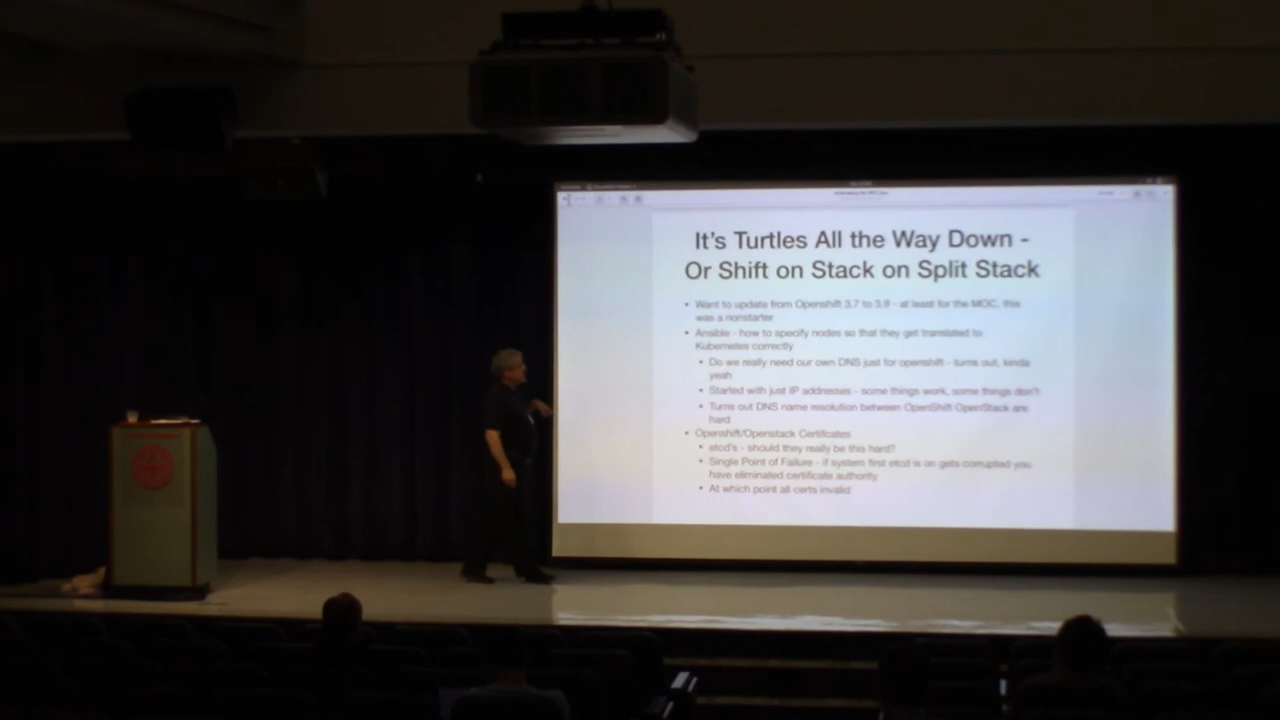 It's Turtles All the Way Down -
Or Shift on Stack on Split Stack
• Want to update from Openshift 3.7 to 3.9 - at least for the MOC, this
was a nonstarter
• Ansible - how to specify nodes so that they get translated to
Kubernetes correctly
• Do we really need our own DNS just for openshift - turns out, kinda
yeah
• Started with just IP addresses - some things work, some things don't
• Turns out DNS name resolution between OpenShift OpenStack are
hard
• Openshift/Openstack Certificates
• etcd's - should they really be this hard?
• Single Point of Failure - if system first etcd is on gets corrupted you
have eliminated certificate authority
• At which point all certs invalid